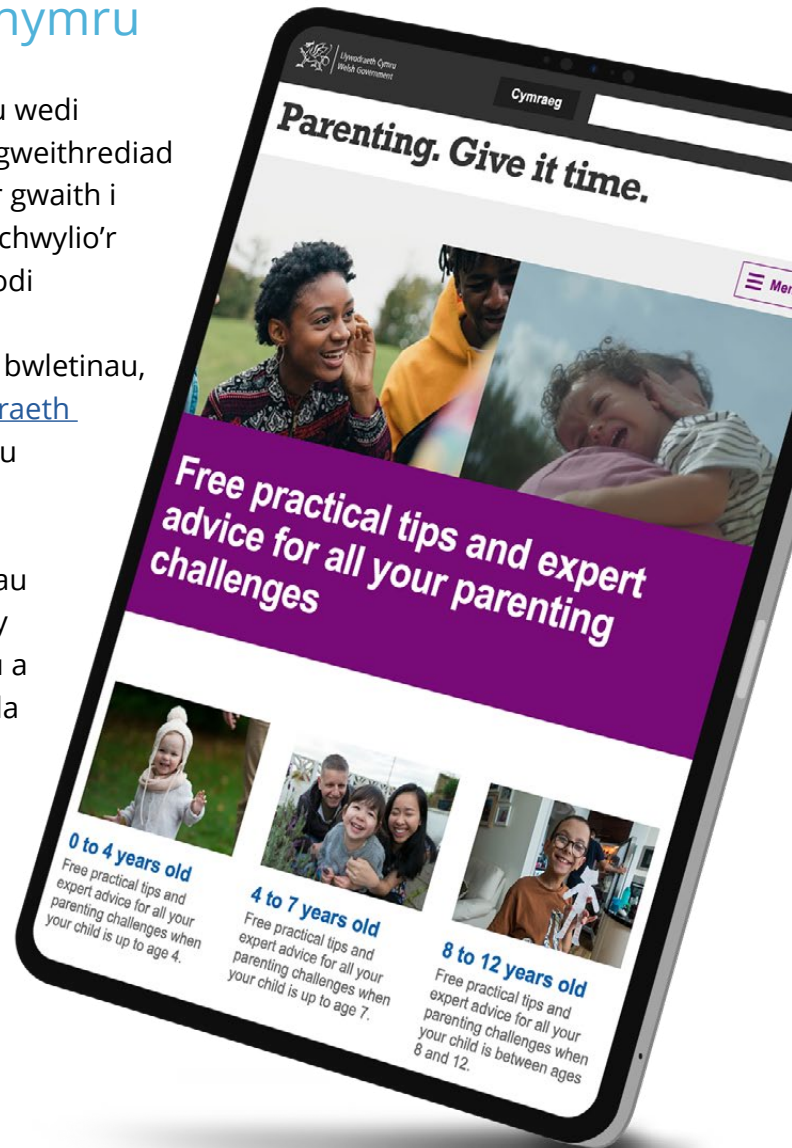 nymru
u wedi
gweithrediad
r gwaith i
chwylio'r
odi
bwletinau,
raeth
u
au
y
a
la
Llywodraeth Cymru
Welsh Government
Cymraeg
Parenting. Give it time.
Men
Free practical tips and expert
advice for all your parenting
challenges
0 to 4 years old
Free practical tips and
expert advice for all your
parenting challenges when
your child is up to age 4.
4 to 7 years old
Free practical tips and
expert advice for all your
parenting challenges when
your child is up to age 7.
8 to 12 years old
Free practical tips and
expert advice for all your
parenting challenges when
your child is between ages
8 and 12.